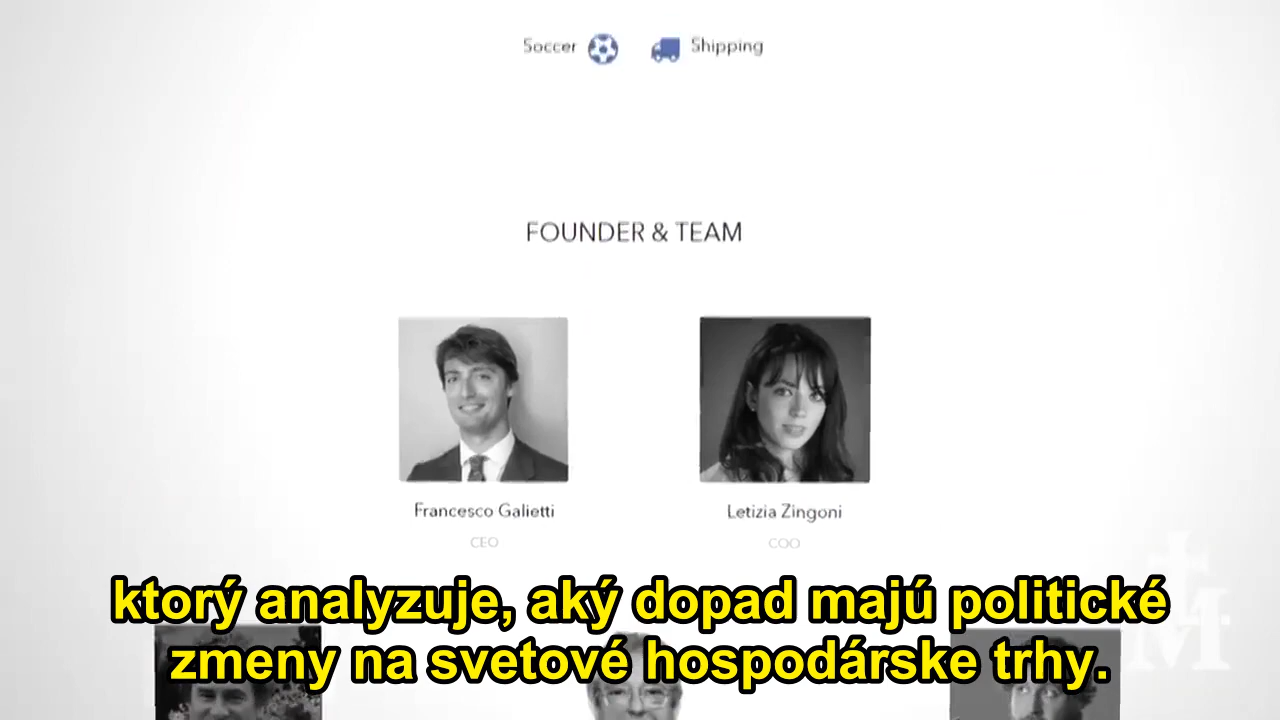 Soccer Shipping
FOUNDER & TEAM
Francesco Galietti Letizia Zingoni
CEO COO
ktorý analyzuje, aký dopad majú politické
zmeny na svetové hospodárske trhy.
M